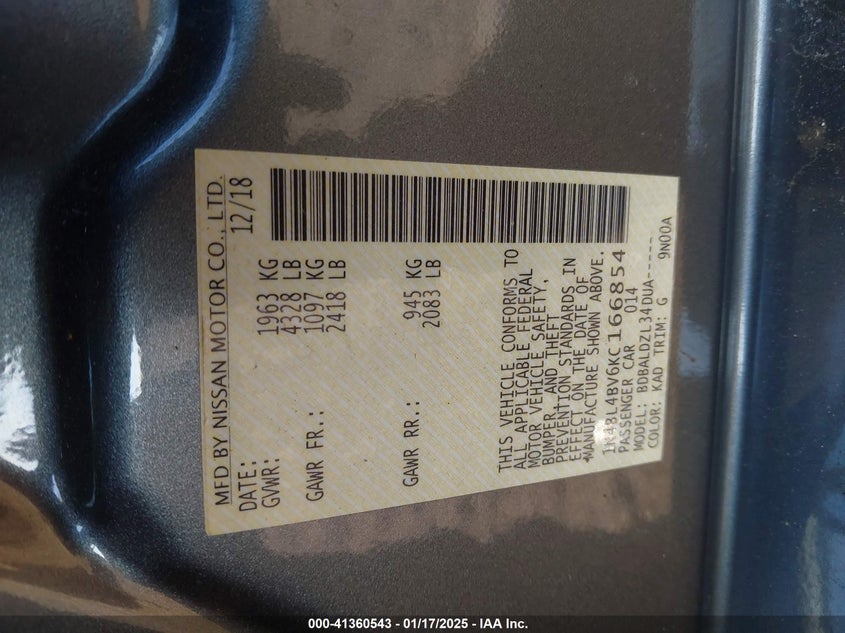 MFD BY NISSAN MOTOR CO., LTD.
DATE: 12/18
GVWR: 1963 KG
4328 LB
GAWR FR.: 1097 KG
2418 LB
GAWR RR.: 945 KG
2083 LB
THIS VEHICLE CONFORMS TO
ALL APPLICABLE FEDERAL
MOTOR VEHICLE SAFETY,
BUMPER, AND THEFT
PREVENTION STANDARDS IN
EFFECT ON THE DATE OF
MANUFACTURE SHOWN ABOVE.
1N4BL4BV6KC166854
PASSENGER CAR 014
MODEL: BDBALDZL34DUA-----
COLOR: KAD TRIM: G 9N00A
000-41360543 - 01/17/2025 - IAA Inc.